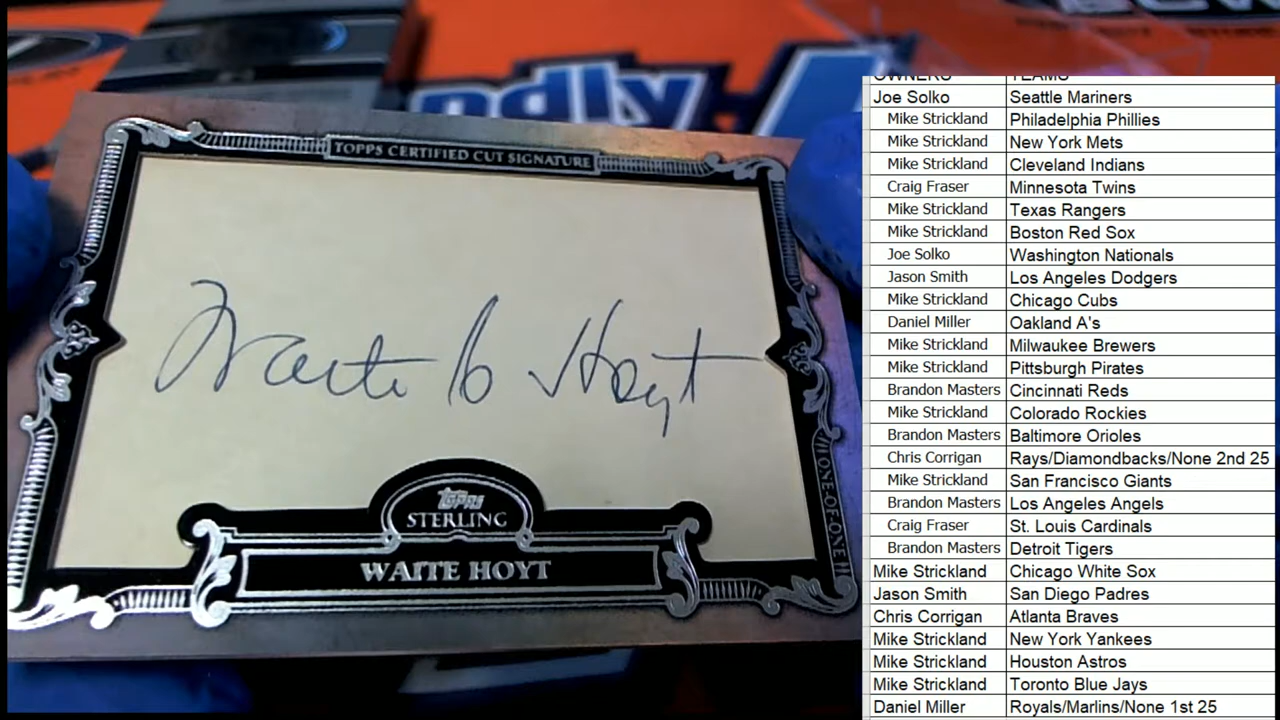 dly
TOPPS CERTIFIED CUT SIGNATURE
Waite Hoyt
ONE-OF-ONE
TOPPS
STERLING
WAITE HOYT
OWNERS TEAMS
Joe Solko Seattle Mariners
Mike Strickland Philadelphia Phillies
Mike Strickland New York Mets
Mike Strickland Cleveland Indians
Craig Fraser Minnesota Twins
Mike Strickland Texas Rangers
Mike Strickland Boston Red Sox
Joe Solko Washington Nationals
Jason Smith Los Angeles Dodgers
Mike Strickland Chicago Cubs
Daniel Miller Oakland A's
Mike Strickland Milwaukee Brewers
Mike Strickland Pittsburgh Pirates
Brandon Masters Cincinnati Reds
Mike Strickland Colorado Rockies
Brandon Masters Baltimore Orioles
Chris Corrigan Rays/Diamondbacks/None 2nd 25
Mike Strickland San Francisco Giants
Brandon Masters Los Angeles Angels
Craig Fraser St. Louis Cardinals
Brandon Masters Detroit Tigers
Mike Strickland Chicago White Sox
Jason Smith San Diego Padres
Chris Corrigan Atlanta Braves
Mike Strickland New York Yankees
Mike Strickland Houston Astros
Mike Strickland Toronto Blue Jays
Daniel Miller Royals/Marlins/None 1st 25